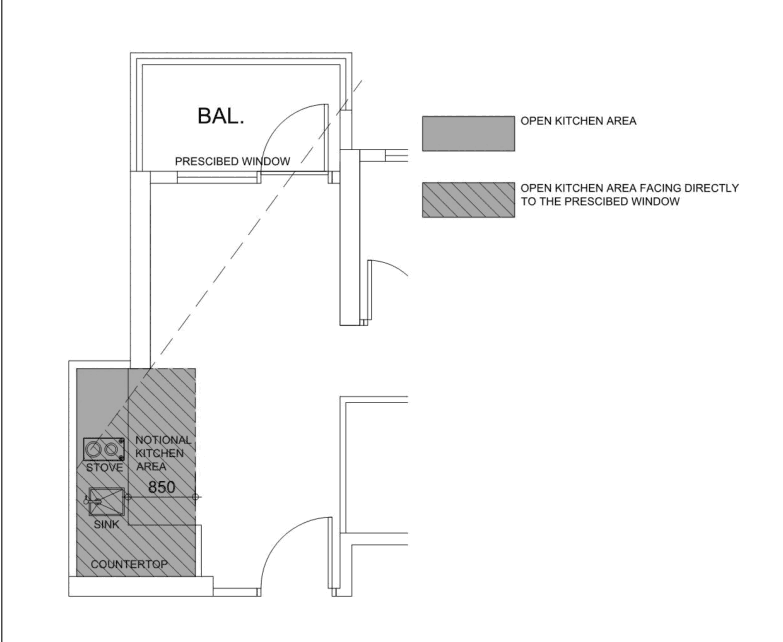 BAL.
PRESCIBED WINDOW
OPEN KITCHEN AREA
OPEN KITCHEN AREA FACING DIRECTLY
TO THE PRESCIBED WINDOW
NOTIONAL
KITCHEN
AREA
STOVE
850
SINK
COUNTERTOP